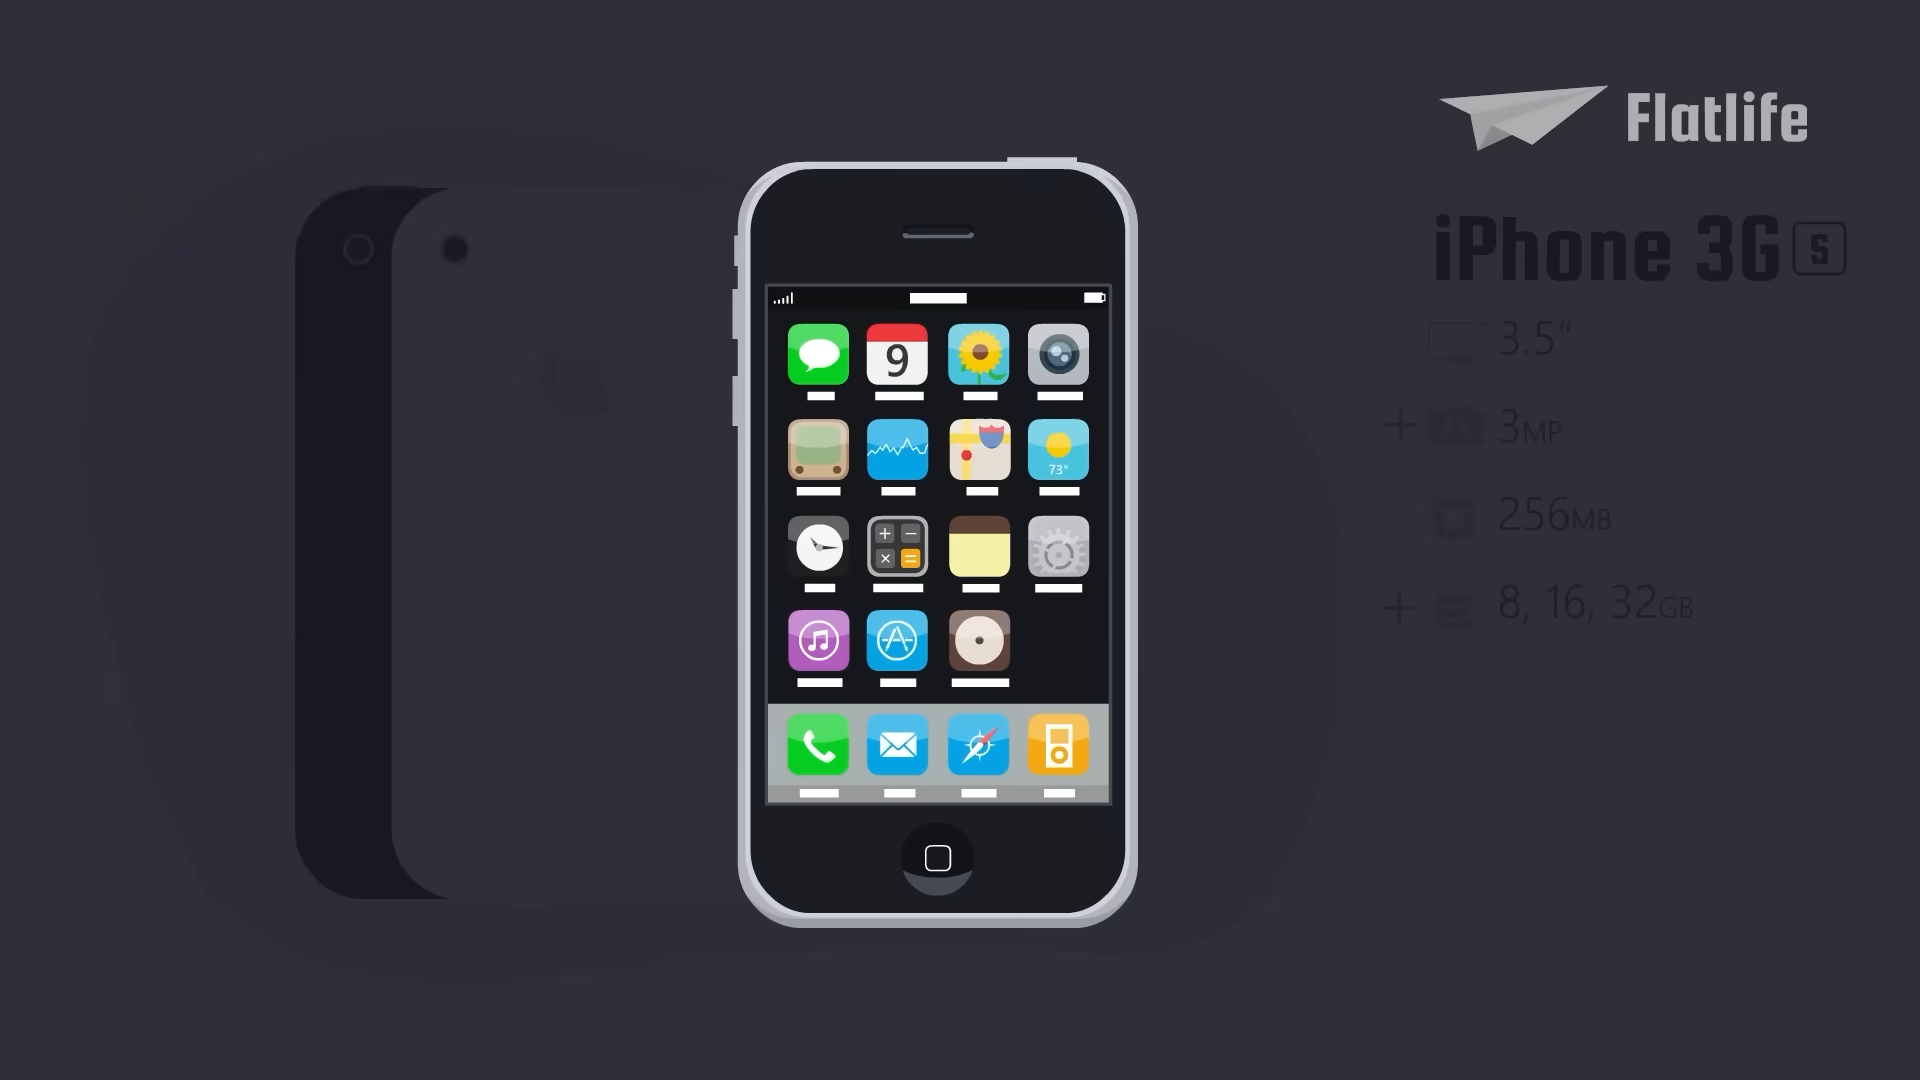 Flatlife
iPhone 3G S
3.5"
+ 3MP
256MB
+ 8, 16, 32GB
9
73°